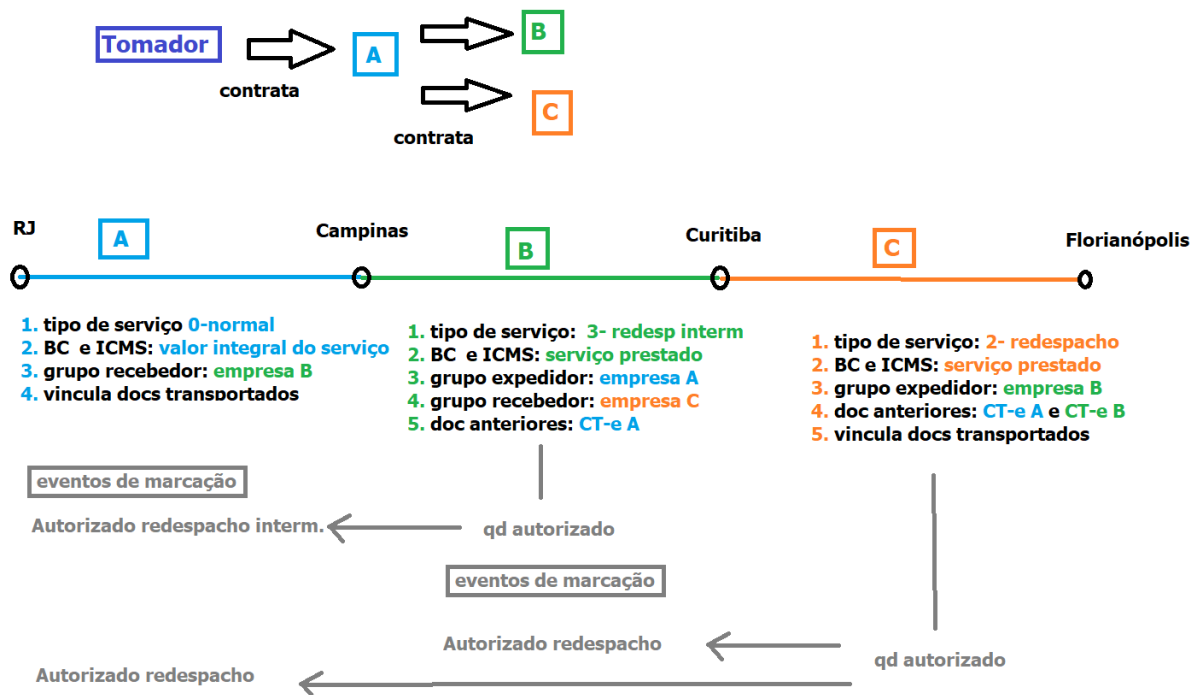 Tomador
contrata
A
B
contrata
C
RJ
A
Campinas
B
Curitiba
C
Florianópolis
1. tipo de serviço 0-normal
2. BC e ICMS: valor integral do serviço
3. grupo recebedor: empresa B
4. vincula docs transportados
1. tipo de serviço: 3- redesp interm
2. BC e ICMS: serviço prestado
3. grupo expedidor: empresa A
4. grupo recebedor: empresa C
5. doc anteriores: CT-e A
1. tipo de serviço: 2- redespacho
2. BC e ICMS: serviço prestado
3. grupo expedidor: empresa B
4. doc anteriores: CT-e A e CT-e B
5. vincula docs transportados
eventos de marcação
Autorizado redespacho interm.
qd autorizado
eventos de marcação
Autorizado redespacho
qd autorizado
Autorizado redespacho